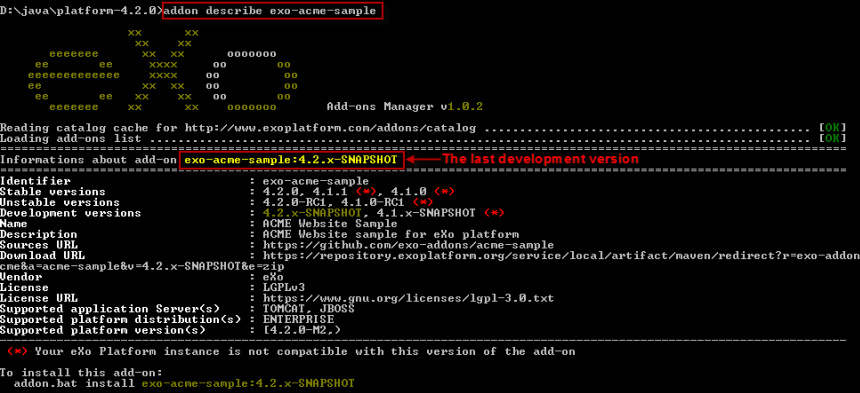 D:\java\platform-4.2.0>addon describe exo-acme-sample
xx xx
xx xx
eeeeeee xx xx ooooooo
ee ee xxxx oo oo
eeeeeeeeeeeee xxxx oo oo
ee xx xx oo oo
ee ee xx xx oo oo
eeeeeee xx xx ooooooo Add-ons Manager v1.0.2
Reading catalog cache for http://www.exoplatform.com/addons/catalog ......................................... [OK]
Loading add-ons list ........................................................................................ [OK]
Informations about add-on exo-acme-sample:4.2.x-SNAPSHOT The last development version
Identifier : exo-acme-sample
Stable versions : 4.2.0, 4.1.1 (*), 4.1.0 (*)
Unstable versions : 4.2.0-RC1, 4.1.0-RC1 (*)
Development versions : 4.2.x-SNAPSHOT, 4.1.x-SNAPSHOT (*)
Name : ACME Website Sample
Description : ACME Website sample for eXo platform
Sources URL : https://github.com/exo-addons/acme-sample
Download URL : https://repository.exoplatform.org/service/local/artifact/maven/redirect?r=exo-addon
cme&a=acme-sample&v=4.2.x-SNAPSHOT&e=zip
Vendor : eXo
License : LGPLv3
License URL : https://www.gnu.org/licenses/lgpl-3.0.txt
Supported application Server(s) : TOMCAT, JBOSS
Supported platform distribution(s) : ENTERPRISE
Supported platform version(s) : [4.2.0-M2,)
(*) Your eXo Platform instance is not compatible with this version of the add-on
To install this add-on:
addon.bat install exo-acme-sample:4.2.x-SNAPSHOT